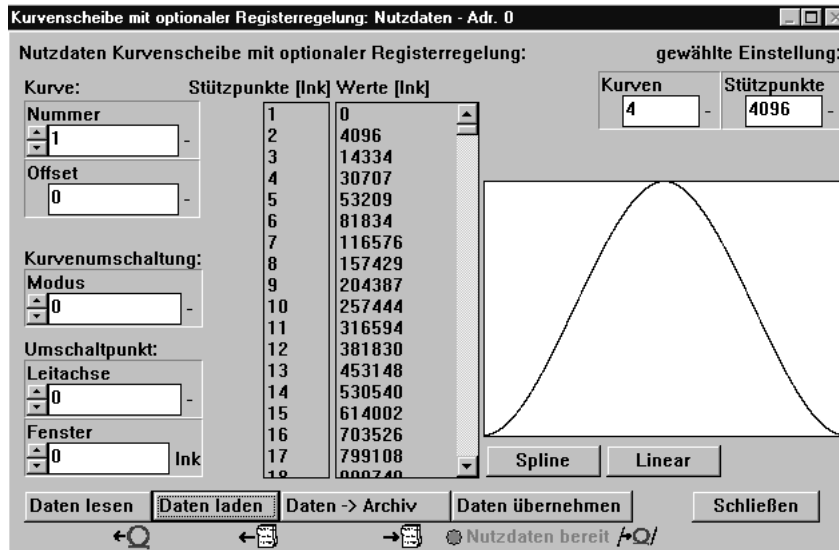 Kurvenscheibe mit optionaler Registerregelung: Nutzdaten - Adr. 0
Nutzdaten Kurvenscheibe mit optionaler Registerregelung:
gewählte Einstellung:
Kurve:
Nummer
1 -
Offset
0 -
Kurvenumschaltung:
Modus
0 -
Umschaltpunkt:
Leitachse
0 -
Fenster
0 Ink
Stützpunkte [Ink] Werte [Ink]
1 0
2 4096
3 14334
4 30707
5 53209
6 81834
7 116576
8 157429
9 204387
10 257444
11 316594
12 381830
13 453148
14 530540
15 614002
16 703526
17 799108
18
Kurven
4 -
Stützpunkte
4096 -
Spline Linear
Daten lesen Daten laden Daten -> Archiv Daten übernehmen Schließen
Nutzdaten bereit